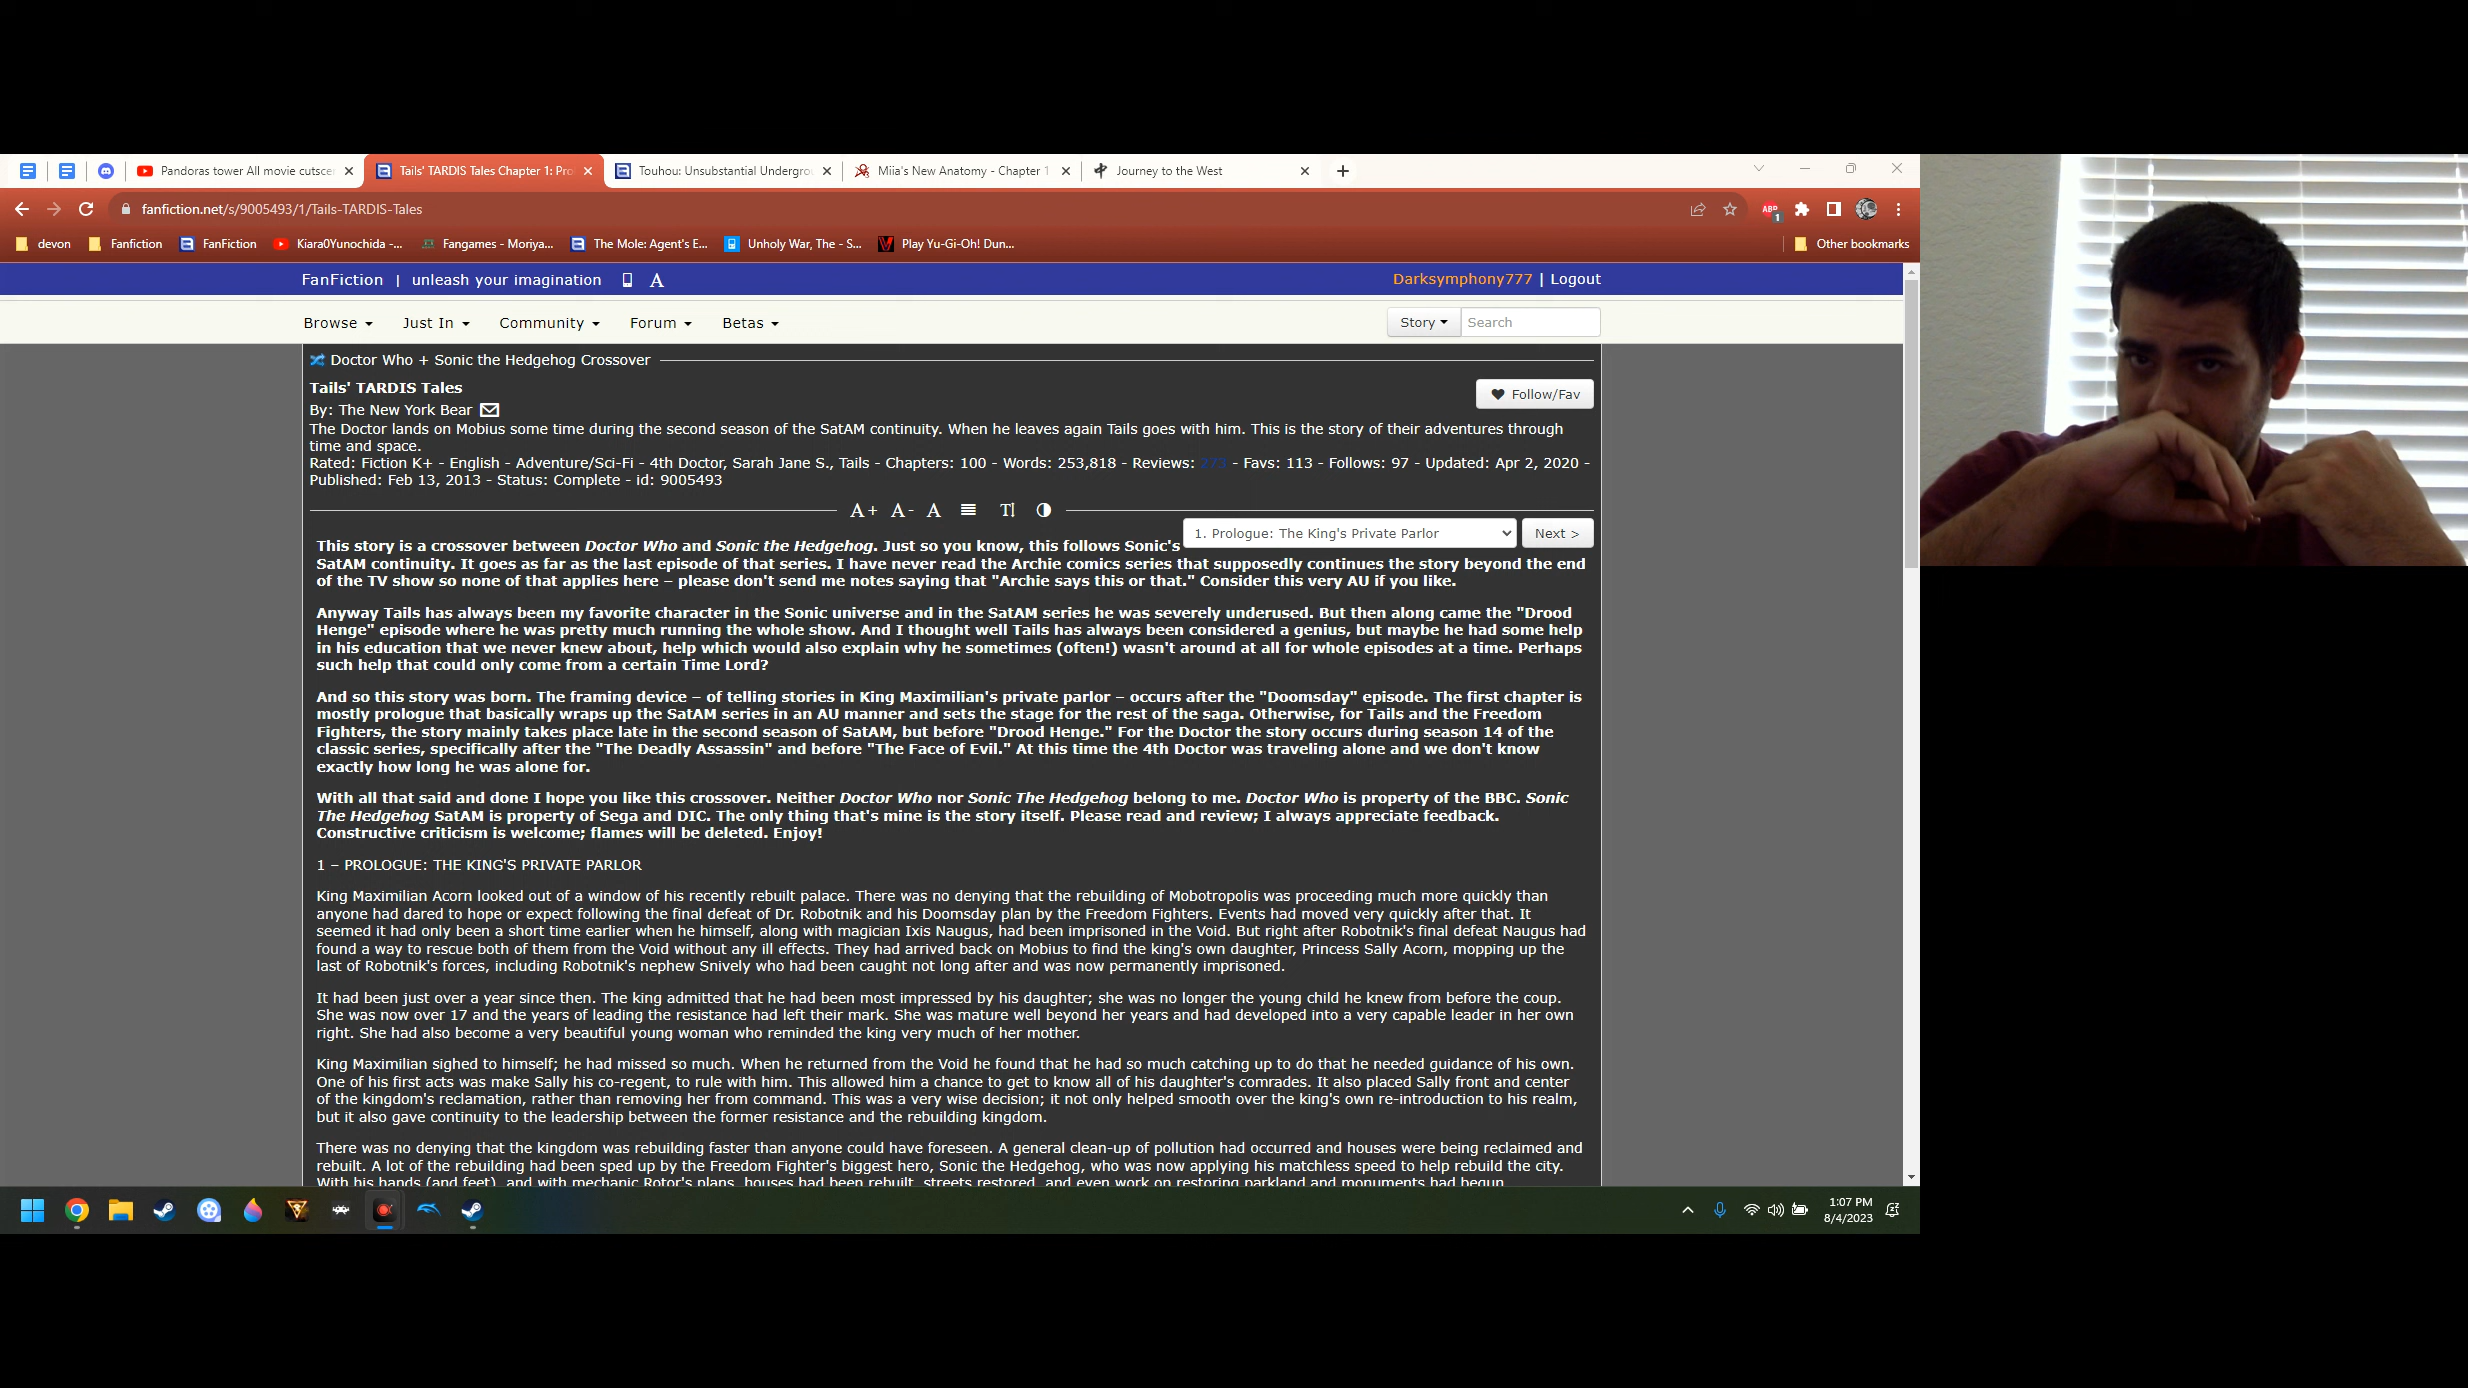 Pandoras tower All movie cutsce
Tails' TARDIS Tales Chapter 1: Pro
Touhou: Unsubstantial Undergro
Miia's New Anatomy - Chapter 1
Journey to the West
fanfiction.net/s/9005493/1/Tails-TARDIS-Tales
ABP
1
devon
Fanfiction
FanFiction
Kiara0Yunochida -...
Fangames - Moriya...
The Mole: Agent's E...
Unholy War, The - S...
Play Yu-Gi-Oh! Dun...
Other bookmarks
FanFiction | unleash your imagination A
Darksymphony777 | Logout
Browse Just In Community Forum Betas
Story Search
Doctor Who + Sonic the Hedgehog Crossover
Tails' TARDIS Tales
Follow/Fav
By: The New York Bear
The Doctor lands on Mobius some time during the second season of the SatAM continuity. When he leaves again Tails goes with him. This is the story of their adventures through
time and space.
Rated: Fiction K+ - English - Adventure/Sci-Fi - 4th Doctor, Sarah Jane S., Tails - Chapters: 100 - Words: 253,818 - Reviews: 273 - Favs: 113 - Follows: 97 - Updated: Apr 2, 2020 -
Published: Feb 13, 2013 - Status: Complete - id: 9005493
A+ A- A
1. Prologue: The King's Private Parlor
Next >
This story is a crossover between Doctor Who and Sonic the Hedgehog. Just so you know, this follows Sonic's
SatAM continuity. It goes as far as the last episode of that series. I have never read the Archie comics series that supposedly continues the story beyond the end
of the TV show so none of that applies here – please don't send me notes saying that "Archie says this or that." Consider this very AU if you like.
Anyway Tails has always been my favorite character in the Sonic universe and in the SatAM series he was severely underused. But then along came the "Drood
Henge" episode where he was pretty much running the whole show. And I thought well Tails has always been considered a genius, but maybe he had some help
in his education that we never knew about, help which would also explain why he sometimes (often!) wasn't around at all for whole episodes at a time. Perhaps
such help that could only come from a certain Time Lord?
And so this story was born. The framing device – of telling stories in King Maximilian's private parlor – occurs after the "Doomsday" episode. The first chapter is
mostly prologue that basically wraps up the SatAM series in an AU manner and sets the stage for the rest of the saga. Otherwise, for Tails and the Freedom
Fighters, the story mainly takes place late in the second season of SatAM, but before "Drood Henge." For the Doctor the story occurs during season 14 of the
classic series, specifically after the "The Deadly Assassin" and before "The Face of Evil." At this time the 4th Doctor was traveling alone and we don't know
exactly how long he was alone for.
With all that said and done I hope you like this crossover. Neither Doctor Who nor Sonic The Hedgehog belong to me. Doctor Who is property of the BBC. Sonic
The Hedgehog SatAM is property of Sega and DIC. The only thing that's mine is the story itself. Please read and review; I always appreciate feedback.
Constructive criticism is welcome; flames will be deleted. Enjoy!
1 – PROLOGUE: THE KING'S PRIVATE PARLOR
King Maximilian Acorn looked out of a window of his recently rebuilt palace. There was no denying that the rebuilding of Mobotropolis was proceeding much more quickly than
anyone had dared to hope or expect following the final defeat of Dr. Robotnik and his Doomsday plan by the Freedom Fighters. Events had moved very quickly after that. It
seemed it had only been a short time earlier when he himself, along with magician Ixis Naugus, had been imprisoned in the Void. But right after Robotnik's final defeat Naugus had
found a way to rescue both of them from the Void without any ill effects. They had arrived back on Mobius to find the king's own daughter, Princess Sally Acorn, mopping up the
last of Robotnik's forces, including Robotnik's nephew Snively who had been caught not long after and was now permanently imprisoned.
It had been just over a year since then. The king admitted that he had been most impressed by his daughter; she was no longer the young child he knew from before the coup.
She was now over 17 and the years of leading the resistance had left their mark. She was mature well beyond her years and had developed into a very capable leader in her own
right. She had also become a very beautiful young woman who reminded the king very much of her mother.
King Maximilian sighed to himself; he had missed so much. When he returned from the Void he found that he had so much catching up to do that he needed guidance of his own.
One of his first acts was make Sally his co-regent, to rule with him. This allowed him a chance to get to know all of his daughter's comrades. It also placed Sally front and center
of the kingdom's reclamation, rather than removing her from command. This was a very wise decision; it not only helped smooth over the king's own re-introduction to his realm,
but it also gave continuity to the leadership between the former resistance and the rebuilding kingdom.
There was no denying that the kingdom was rebuilding faster than anyone could have foreseen. A general clean-up of pollution had occurred and houses were being reclaimed and
rebuilt. A lot of the rebuilding had been sped up by the Freedom Fighter's biggest hero, Sonic the Hedgehog, who was now applying his matchless speed to help rebuild the city.
With his hands (and feet), and with mechanic Rotor's plans, houses had been rebuilt, streets restored, and even work on restoring parkland and monuments had begun.
1:07 PM
8/4/2023